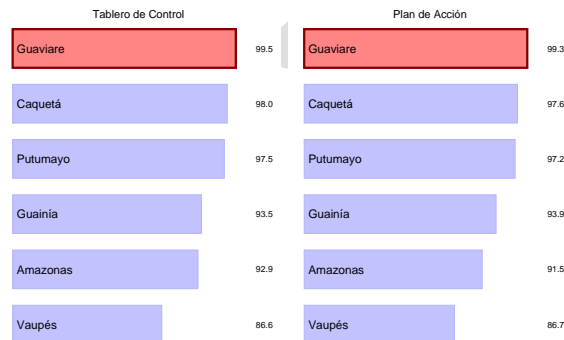 Tablero de Control
Guaviare 99.5
Caquetá 98.0
Putumayo 97.5
Guainía 93.5
Amazonas 92.9
Vaupés 86.6
Plan de Acción
Guaviare 99.3
Caquetá 97.6
Putumayo 97.2
Guainía 93.9
Amazonas 91.5
Vaupés 86.7